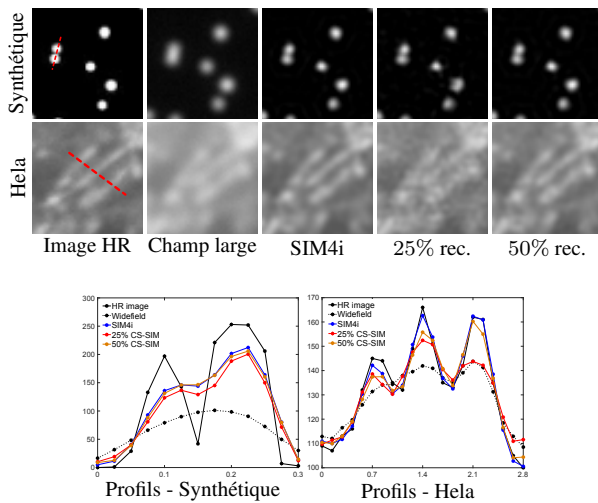 Synthétique
Hela
Image HR Champ large SIM4i 25% rec. 50% rec.
300
250
200
150
100
50
0
0 0.1 0.2 0.3
HR image
Widefield
SIM4i
25% CS-SIM
50% CS-SIM
Profils - Synthétique
170
160
150
140
130
120
110
100
0 0.7 1.4 2.1 2.8
HR image
Widefield
SIM4i
25% CS-SIM
50% CS-SIM
Profils - Hela